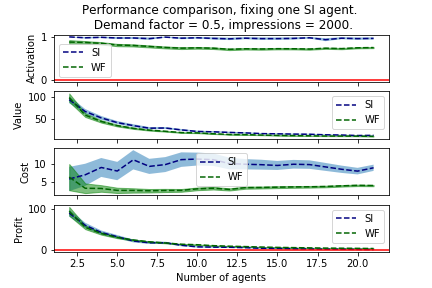 Performance comparison, fixing one SI agent.
Demand factor = 0.5, impressions = 2000.
Activation
1
0
SI
WF
Value
100
50
SI
WF
Cost
10
5
SI
WF
Profit
100
0
SI
WF
2.5 5.0 7.5 10.0 12.5 15.0 17.5 20.0
Number of agents